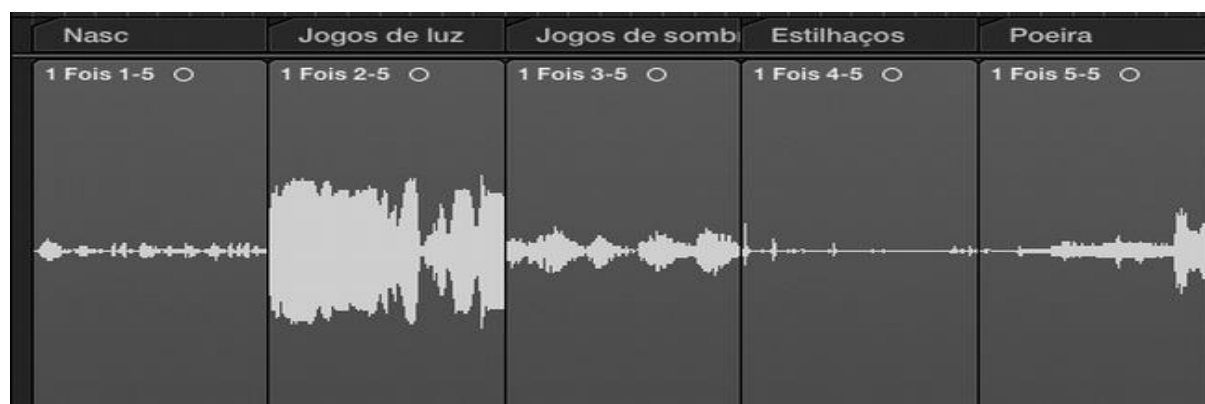 Nasc
Jogos de luz
Jogos de somb
Estilhaços
Poeira
1 Fois 1-5
1 Fois 2-5
1 Fois 3-5
1 Fois 4-5
1 Fois 5-5